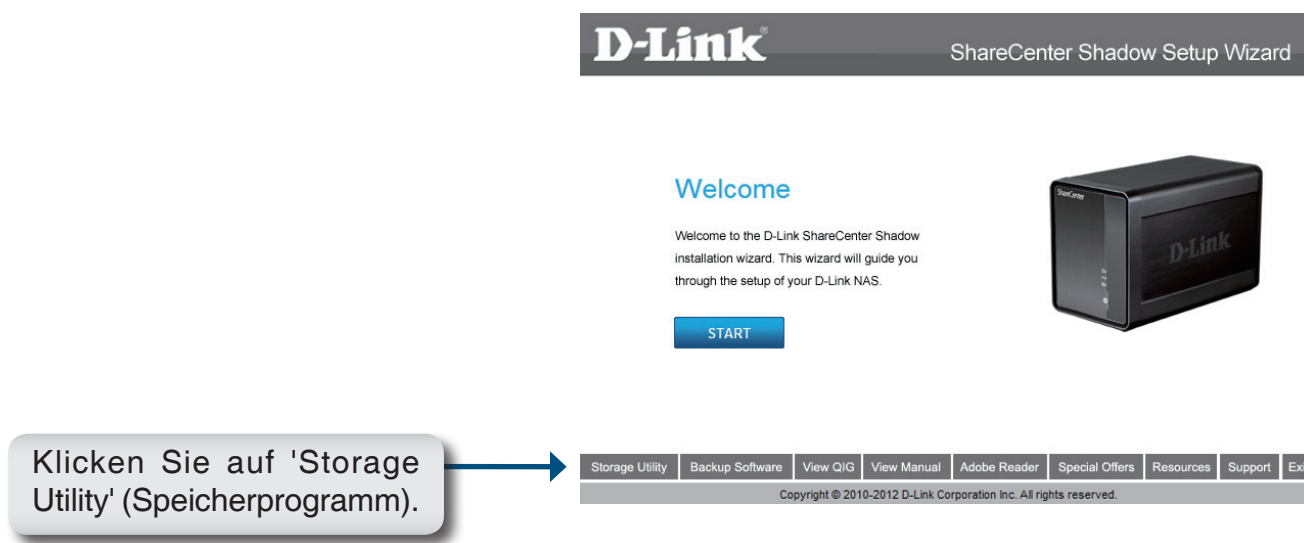 D-Link®
ShareCenter Shadow Setup Wizard
Welcome
Welcome to the D-Link ShareCenter Shadow
installation wizard. This wizard will guide you
through the setup of your D-Link NAS.
START
ShareCenter
D-Link
Klicken Sie auf 'Storage
Utility' (Speicherprogramm).
Storage Utility Backup Software View QIG View Manual Adobe Reader Special Offers Resources Support Exi
Copyright © 2010-2012 D-Link Corporation Inc. All rights reserved.